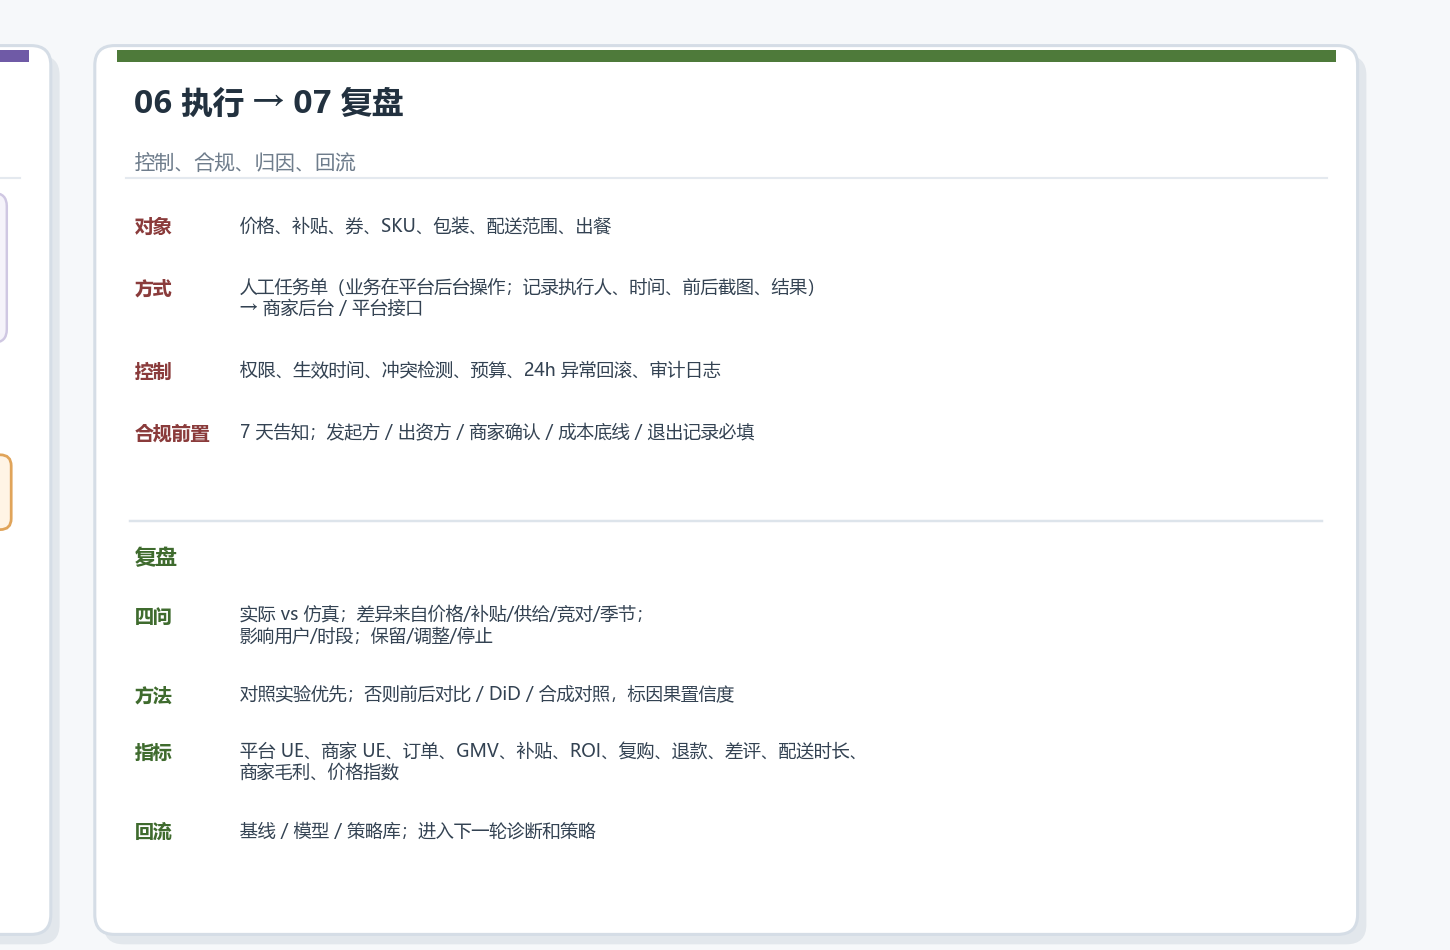 06 执行 → 07 复盘
控制、合规、归因、回流
对象 价格、补贴、券、SKU、包装、配送范围、出餐
方式 人工任务单（业务在平台后台操作；记录执行人、时间、前后截图、结果）
→ 商家后台 / 平台接口
控制 权限、生效时间、冲突检测、预算、24h 异常回滚、审计日志
合规前置 7 天告知；发起方 / 出资方 / 商家确认 / 成本底线 / 退出记录必填
复盘
四问 实际 vs 仿真；差异来自价格/补贴/供给/竞对/季节；
影响用户/时段；保留/调整/停止
方法 对照实验优先；否则前后对比 / DiD / 合成对照，标因果置信度
指标 平台 UE、商家 UE、订单、GMV、补贴、ROI、复购、退款、差评、配送时长、
商家毛利、价格指数
回流 基线 / 模型 / 策略库；进入下一轮诊断和策略